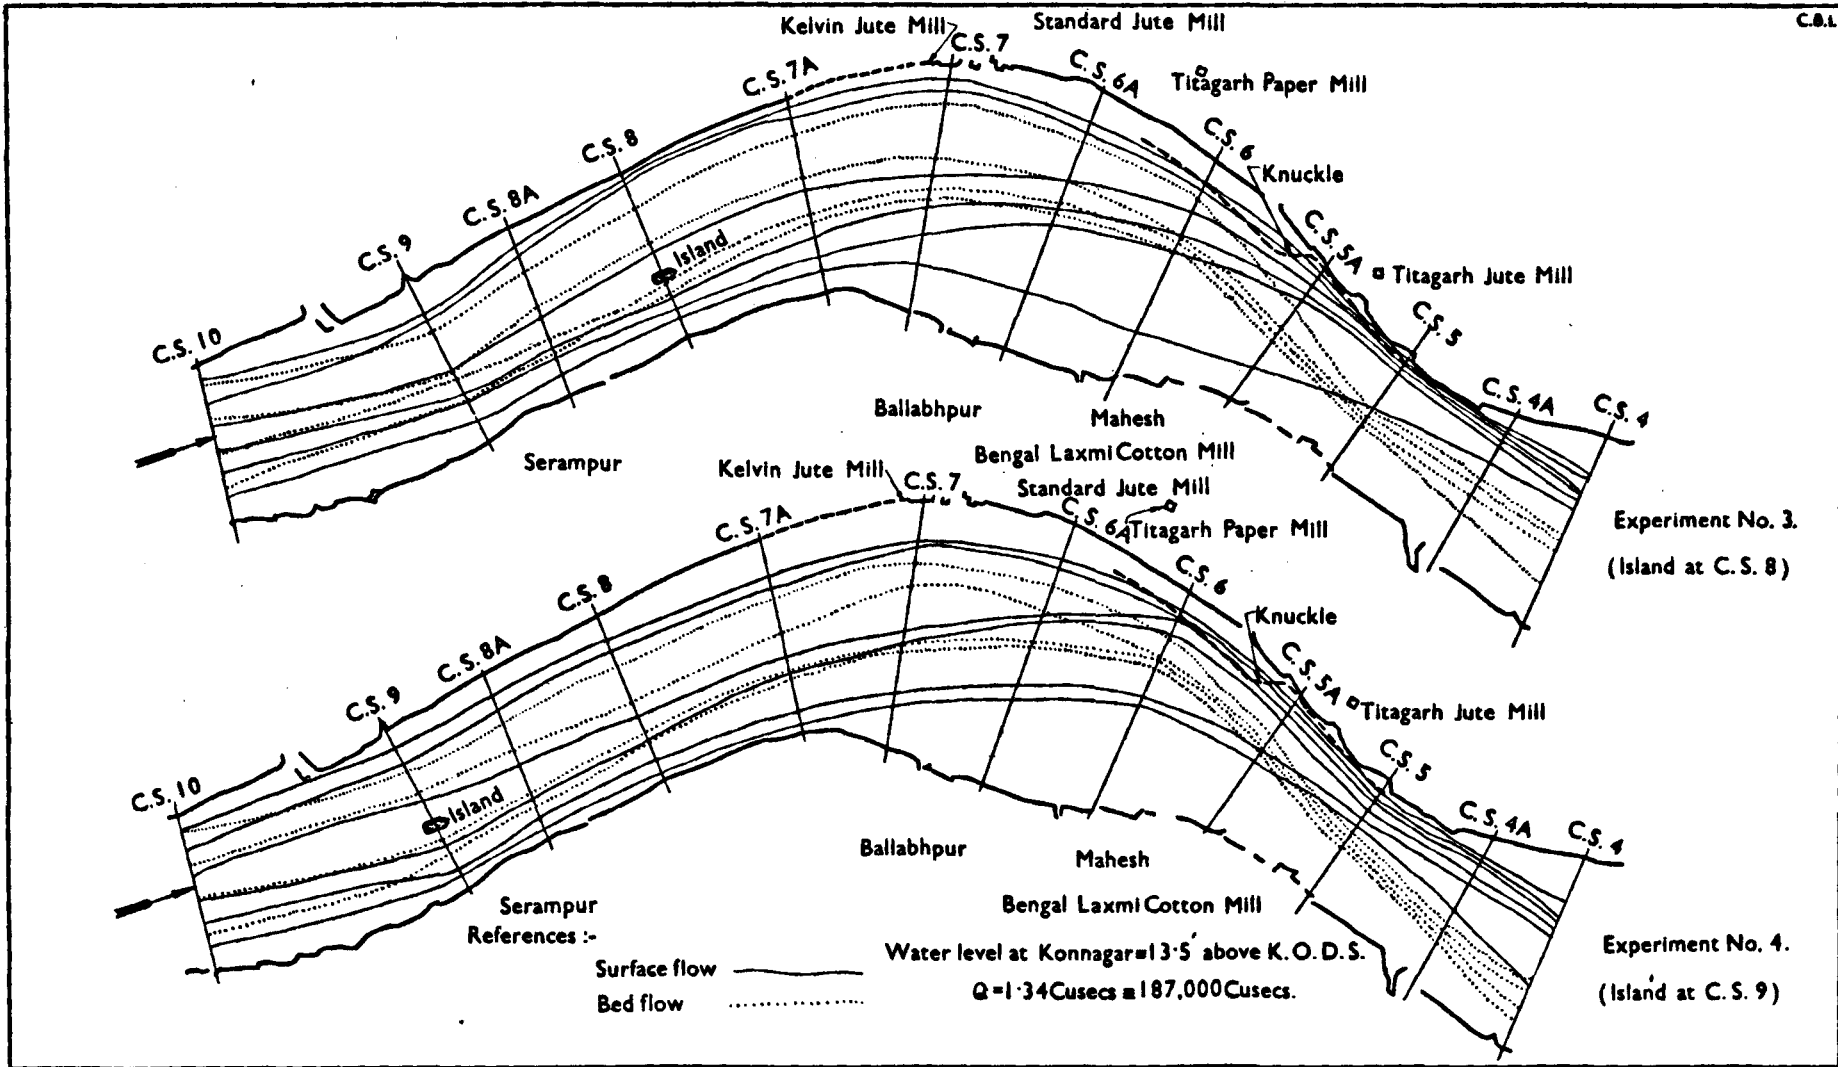 C.B.I.
Kelvin Jute Mill
Standard Jute Mill
C.S. 7
C.S. 7A
C.S. 6A
Titagarh Paper Mill
C.S. 8
C.S. 6
Knuckle
C.S. 8A
C.S. 9
Island
C.S. 5A
Titagarh Jute Mill
C.S. 10
C.S. 5
C.S. 4A
C.S. 4
Ballabhpur
Mahesh
Serampur
Bengal Laxmi Cotton Mill
Experiment No. 3.
(Island at C.S. 8)
Kelvin Jute Mill
C.S. 7
Standard Jute Mill
C.S. 7A
C.S. 6A
Titagarh Paper Mill
C.S. 8
C.S. 6
Knuckle
C.S. 8A
C.S. 9
Island
C.S. 5A
Titagarh Jute Mill
C.S. 10
C.S. 5
C.S. 4A
C.S. 4
Ballabhpur
Mahesh
Serampur
Bengal Laxmi Cotton Mill
References :-
Surface flow
Bed flow
Water level at Konnagar=13·5' above K.O.D.S.
Q=1·34 Cusecs ≡ 187,000 Cusecs.
Experiment No. 4.
(Island at C.S. 9)